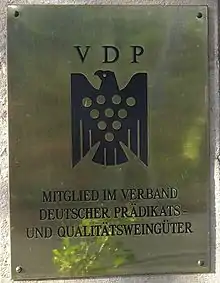 VDP
MITGLIED IM VERBAND
DEUTSCHER PRÄDIKATS-
UND QUALITÄTSWEINGÜTER